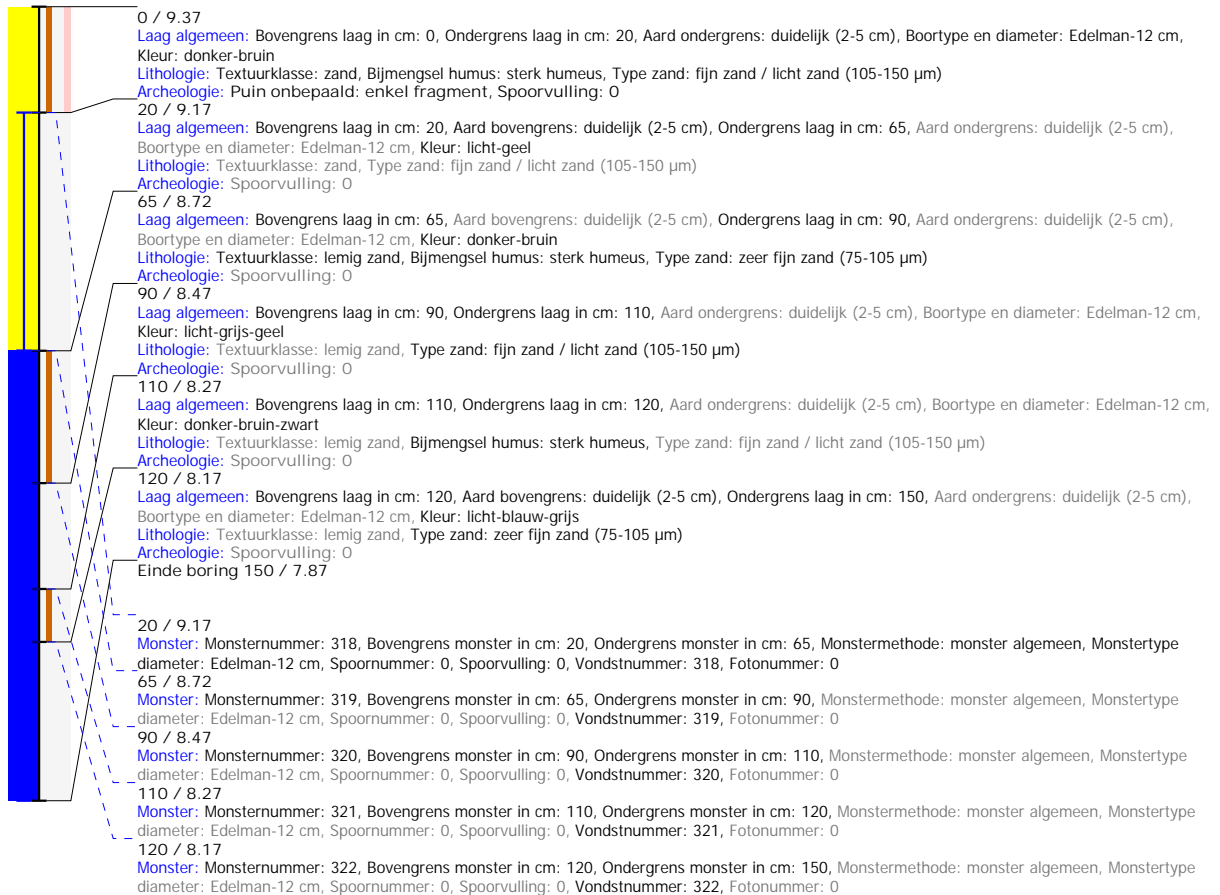 0 / 9.37
Laag algemeen: Bovengrens laag in cm: 0, Ondergrens laag in cm: 20, Aard ondergrens: duidelijk (2-5 cm), Boortype en diameter: Edelman-12 cm,
Kleur: donker-bruin
Lithologie: Textuurklasse: zand, Bijmengsel humus: sterk humeus, Type zand: fijn zand / licht zand (105-150 µm)
Archeologie: Puin onbepaald: enkel fragment, Spoorvulling: 0
20 / 9.17
Laag algemeen: Bovengrens laag in cm: 20, Aard bovengrens: duidelijk (2-5 cm), Ondergrens laag in cm: 65, Aard ondergrens: duidelijk (2-5 cm),
Boortype en diameter: Edelman-12 cm, Kleur: licht-geel
Lithologie: Textuurklasse: zand, Type zand: fijn zand / licht zand (105-150 µm)
Archeologie: Spoorvulling: 0
65 / 8.72
Laag algemeen: Bovengrens laag in cm: 65, Aard bovengrens: duidelijk (2-5 cm), Ondergrens laag in cm: 90, Aard ondergrens: duidelijk (2-5 cm),
Boortype en diameter: Edelman-12 cm, Kleur: donker-bruin
Lithologie: Textuurklasse: lemig zand, Bijmengsel humus: sterk humeus, Type zand: zeer fijn zand (75-105 µm)
Archeologie: Spoorvulling: 0
90 / 8.47
Laag algemeen: Bovengrens laag in cm: 90, Ondergrens laag in cm: 110, Aard ondergrens: duidelijk (2-5 cm), Boortype en diameter: Edelman-12 cm,
Kleur: licht-grijs-geel
Lithologie: Textuurklasse: lemig zand, Type zand: fijn zand / licht zand (105-150 µm)
Archeologie: Spoorvulling: 0
110 / 8.27
Laag algemeen: Bovengrens laag in cm: 110, Ondergrens laag in cm: 120, Aard ondergrens: duidelijk (2-5 cm), Boortype en diameter: Edelman-12 cm,
Kleur: donker-bruin-zwart
Lithologie: Textuurklasse: lemig zand, Bijmengsel humus: sterk humeus, Type zand: fijn zand / licht zand (105-150 µm)
Archeologie: Spoorvulling: 0
120 / 8.17
Laag algemeen: Bovengrens laag in cm: 120, Aard bovengrens: duidelijk (2-5 cm), Ondergrens laag in cm: 150, Aard ondergrens: duidelijk (2-5 cm),
Boortype en diameter: Edelman-12 cm, Kleur: licht-blauw-grijs
Lithologie: Textuurklasse: lemig zand, Type zand: zeer fijn zand (75-105 µm)
Archeologie: Spoorvulling: 0
Einde boring 150 / 7.87
20 / 9.17
Monster: Monsternummer: 318, Bovengrens monster in cm: 20, Ondergrens monster in cm: 65, Monstermethode: monster algemeen, Monstertype
diameter: Edelman-12 cm, Spoornummer: 0, Spoorvulling: 0, Vondstnummer: 318, Fotonummer: 0
65 / 8.72
Monster: Monsternummer: 319, Bovengrens monster in cm: 65, Ondergrens monster in cm: 90, Monstermethode: monster algemeen, Monstertype
diameter: Edelman-12 cm, Spoornummer: 0, Spoorvulling: 0, Vondstnummer: 319, Fotonummer: 0
90 / 8.47
Monster: Monsternummer: 320, Bovengrens monster in cm: 90, Ondergrens monster in cm: 110, Monstermethode: monster algemeen, Monstertype
diameter: Edelman-12 cm, Spoornummer: 0, Spoorvulling: 0, Vondstnummer: 320, Fotonummer: 0
110 / 8.27
Monster: Monsternummer: 321, Bovengrens monster in cm: 110, Ondergrens monster in cm: 120, Monstermethode: monster algemeen, Monstertype
diameter: Edelman-12 cm, Spoornummer: 0, Spoorvulling: 0, Vondstnummer: 321, Fotonummer: 0
120 / 8.17
Monster: Monsternummer: 322, Bovengrens monster in cm: 120, Ondergrens monster in cm: 150, Monstermethode: monster algemeen, Monstertype
diameter: Edelman-12 cm, Spoornummer: 0, Spoorvulling: 0, Vondstnummer: 322, Fotonummer: 0